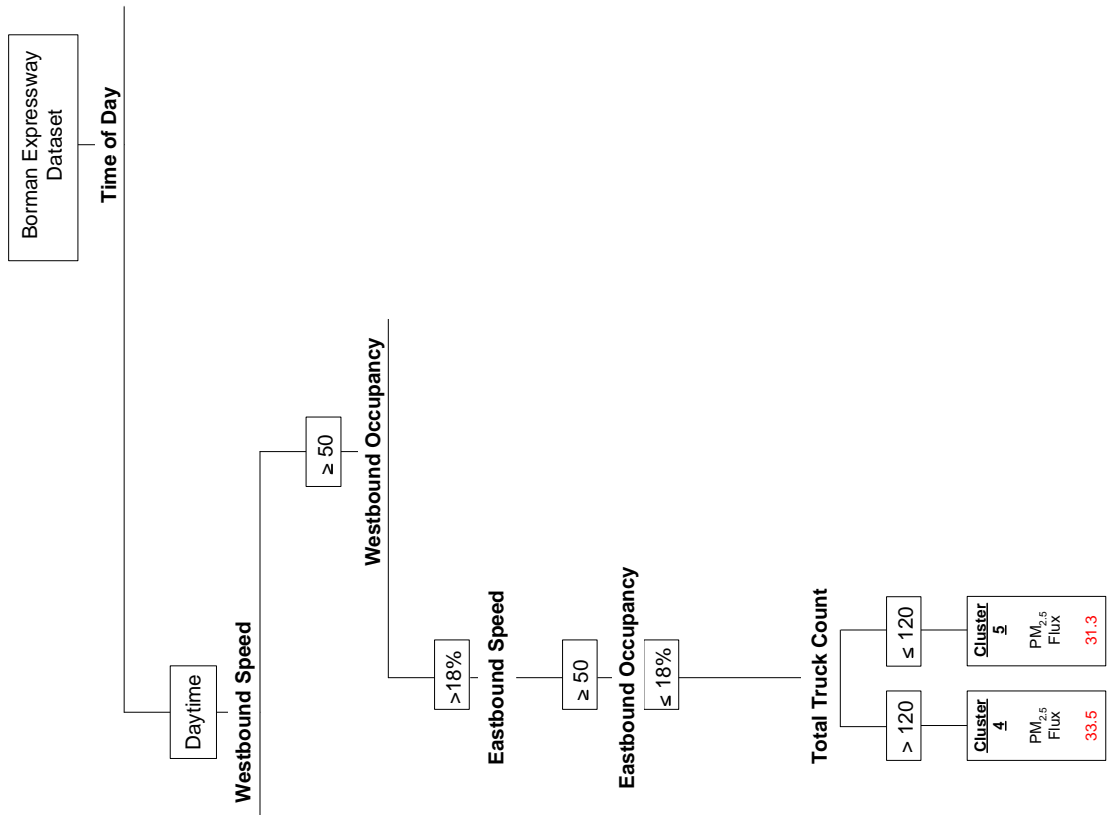 Borman Expressway
Dataset
Time of Day
Daytime
Westbound Speed
≥ 50
Westbound Occupancy
>18%
Eastbound Speed
≥ 50
Eastbound Occupancy
≤ 18%
Total Truck Count
> 120
≤ 120
Cluster
4
PM2.5
Flux
33.5
Cluster
5
PM2.5
Flux
31.3